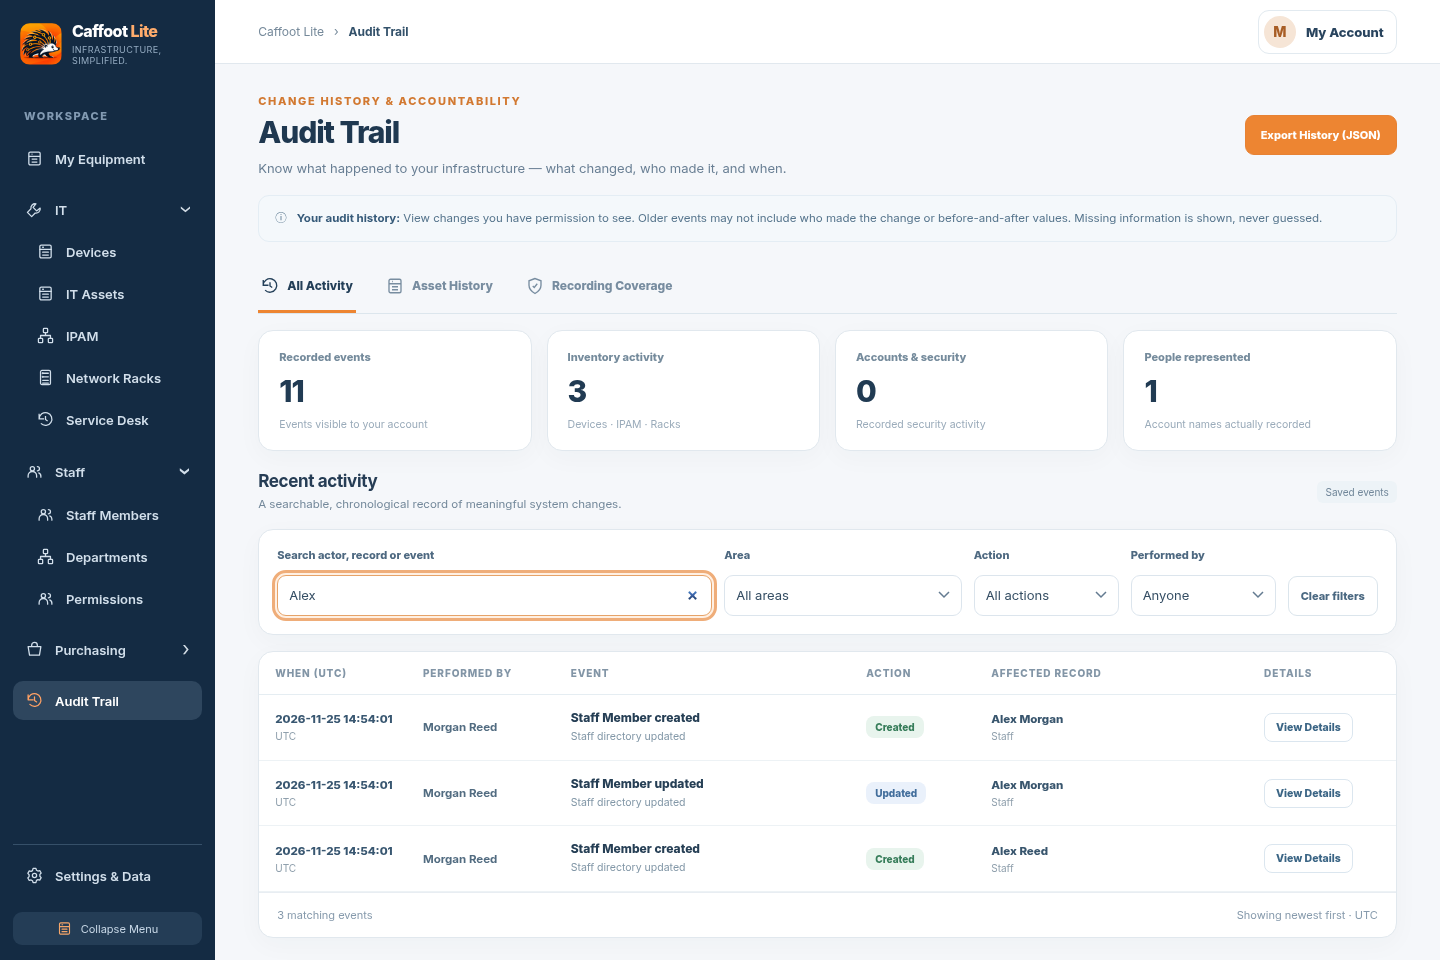 Caffoot Lite
INFRASTRUCTURE,
SIMPLIFIED.
WORKSPACE
My Equipment
IT
Devices
IT Assets
IPAM
Network Racks
Service Desk
Staff
Staff Members
Departments
Permissions
Purchasing
Audit Trail
Settings & Data
Collapse Menu
Caffoot Lite › Audit Trail
M My Account
CHANGE HISTORY & ACCOUNTABILITY
Audit Trail
Know what happened to your infrastructure — what changed, who made it, and when.
Export History (JSON)
Your audit history: View changes you have permission to see. Older events may not include who made the change or before-and-after values. Missing information is shown, never guessed.
All Activity Asset History Recording Coverage
Recorded events
11
Events visible to your account
Inventory activity
3
Devices · IPAM · Racks
Accounts & security
0
Recorded security activity
People represented
1
Account names actually recorded
Recent activity
A searchable, chronological record of meaningful system changes.
Saved events
Search actor, record or event Area Action Performed by
Alex All areas All actions Anyone Clear filters
WHEN (UTC) PERFORMED BY EVENT ACTION AFFECTED RECORD DETAILS
2026-11-25 14:54:01
UTC
Morgan Reed
Staff Member created
Staff directory updated
Created
Alex Morgan
Staff
View Details
2026-11-25 14:54:01
UTC
Morgan Reed
Staff Member updated
Staff directory updated
Updated
Alex Morgan
Staff
View Details
2026-11-25 14:54:01
UTC
Morgan Reed
Staff Member created
Staff directory updated
Created
Alex Reed
Staff
View Details
3 matching events
Showing newest first · UTC